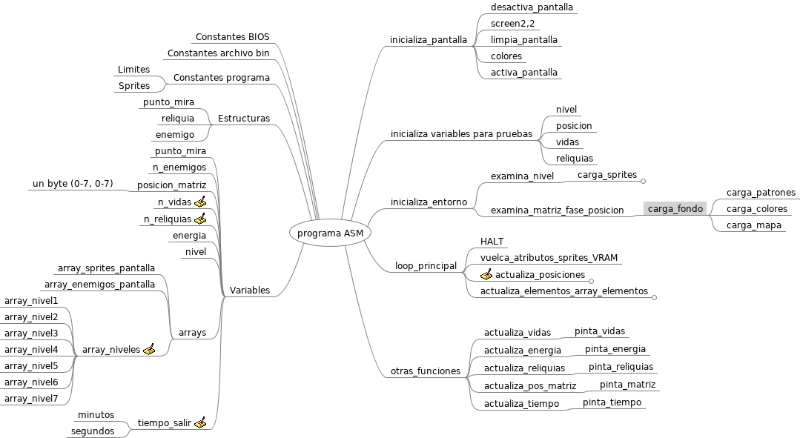 programa ASM
Constantes BIOS
Constantes archivo bin
Constantes programa
Limites
Sprites
Estructuras
punto_mira
reliquia
enemigo
Variables
punto_mira
n_enemigos
posicion_matriz
un byte (0-7, 0-7)
n_vidas
n_reliquias
energia
nivel
arrays
array_sprites_pantalla
array_enemigos_pantalla
array_niveles
array_nivel1
array_nivel2
array_nivel3
array_nivel4
array_nivel5
array_nivel6
array_nivel7
tiempo_salir
minutos
segundos
inicializa_pantalla
desactiva_pantalla
screen2,2
limpia_pantalla
colores
activa_pantalla
inicializa variables para pruebas
nivel
posicion
vidas
reliquias
inicializa_entorno
examina_nivel
carga_sprites
examina_matriz_fase_posicion
carga_fondo
carga_patrones
carga_colores
carga_mapa
loop_principal
HALT
vuelca_atributos_sprites_VRAM
actualiza_posiciones
actualiza_elementos_array_elementos
otras_funciones
actualiza_vidas
pinta_vidas
actualiza_energia
pinta_energia
actualiza_reliquias
pinta_reliquias
actualiza_pos_matriz
pinta_matriz
actualiza_tiempo
pinta_tiempo